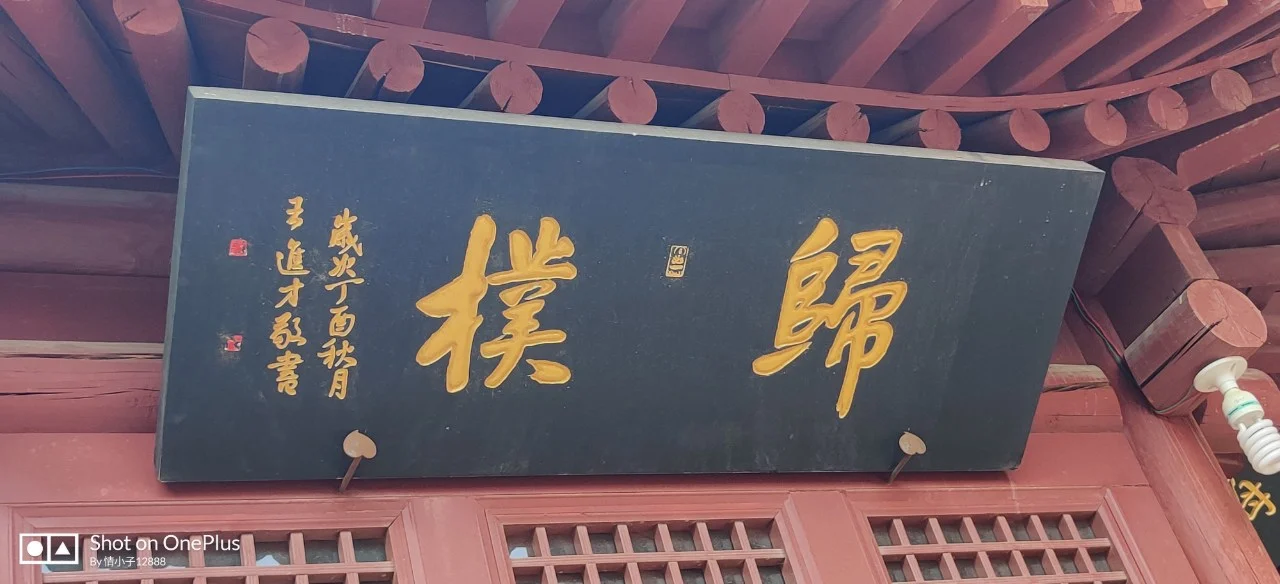 歸樸
歲次丁酉秋月
王進才敬書
Shot on OnePlus
By 情小子12888